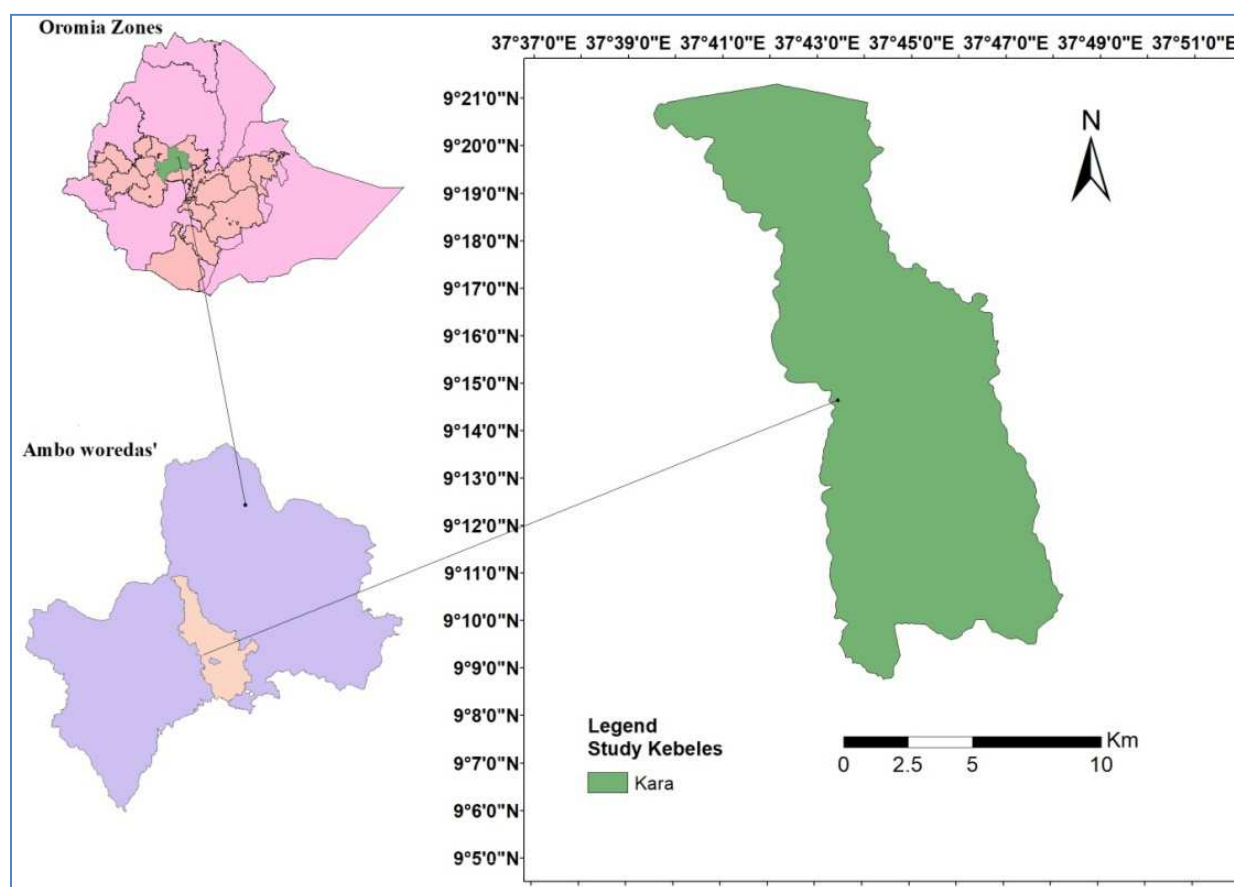 Oromia Zones
Ambo woredas'
37°37'0"E 37°39'0"E 37°41'0"E 37°43'0"E 37°45'0"E 37°47'0"E 37°49'0"E 37°51'0"E
9°21'0"N
9°20'0"N
9°19'0"N
9°18'0"N
9°17'0"N
9°16'0"N
9°15'0"N
9°14'0"N
9°13'0"N
9°12'0"N
9°11'0"N
9°10'0"N
9°9'0"N
9°8'0"N
9°7'0"N
9°6'0"N
9°5'0"N
N
Legend
Study Kebeles
Kara
Km
0 2.5 5 10